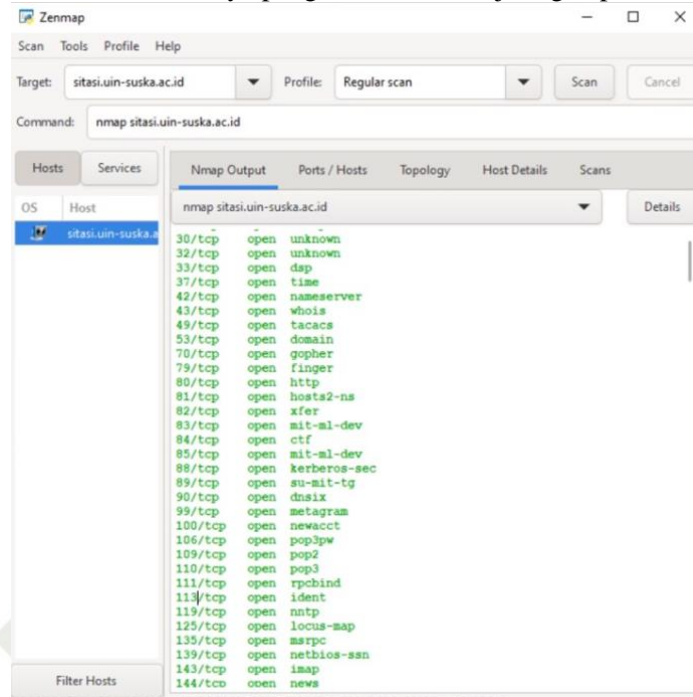 Zenmap
Scan Tools Profile Help
Target: sitasi.uin-suska.ac.id Profile: Regular scan Scan Cancel
Command: nmap sitasi.uin-suska.ac.id
Hosts Services Nmap Output Ports / Hosts Topology Host Details Scans
OS Host nmap sitasi.uin-suska.ac.id Details
sitasi.uin-suska.a
30/tcp open unknown
32/tcp open unknown
33/tcp open dsp
37/tcp open time
42/tcp open nameserver
43/tcp open whois
49/tcp open tacacs
53/tcp open domain
70/tcp open gopher
79/tcp open finger
80/tcp open http
81/tcp open hosts2-ns
82/tcp open xfer
83/tcp open mit-ml-dev
84/tcp open ctf
85/tcp open mit-ml-dev
88/tcp open kerberos-sec
89/tcp open su-mit-tg
90/tcp open dnsix
99/tcp open metagram
100/tcp open newacct
106/tcp open pop3pw
109/tcp open pop2
110/tcp open pop3
111/tcp open rpcbind
113/tcp open ident
119/tcp open nntp
125/tcp open locus-map
135/tcp open msrpc
139/tcp open netbios-ssn
143/tcp open imap
144/tcp open news
Filter Hosts